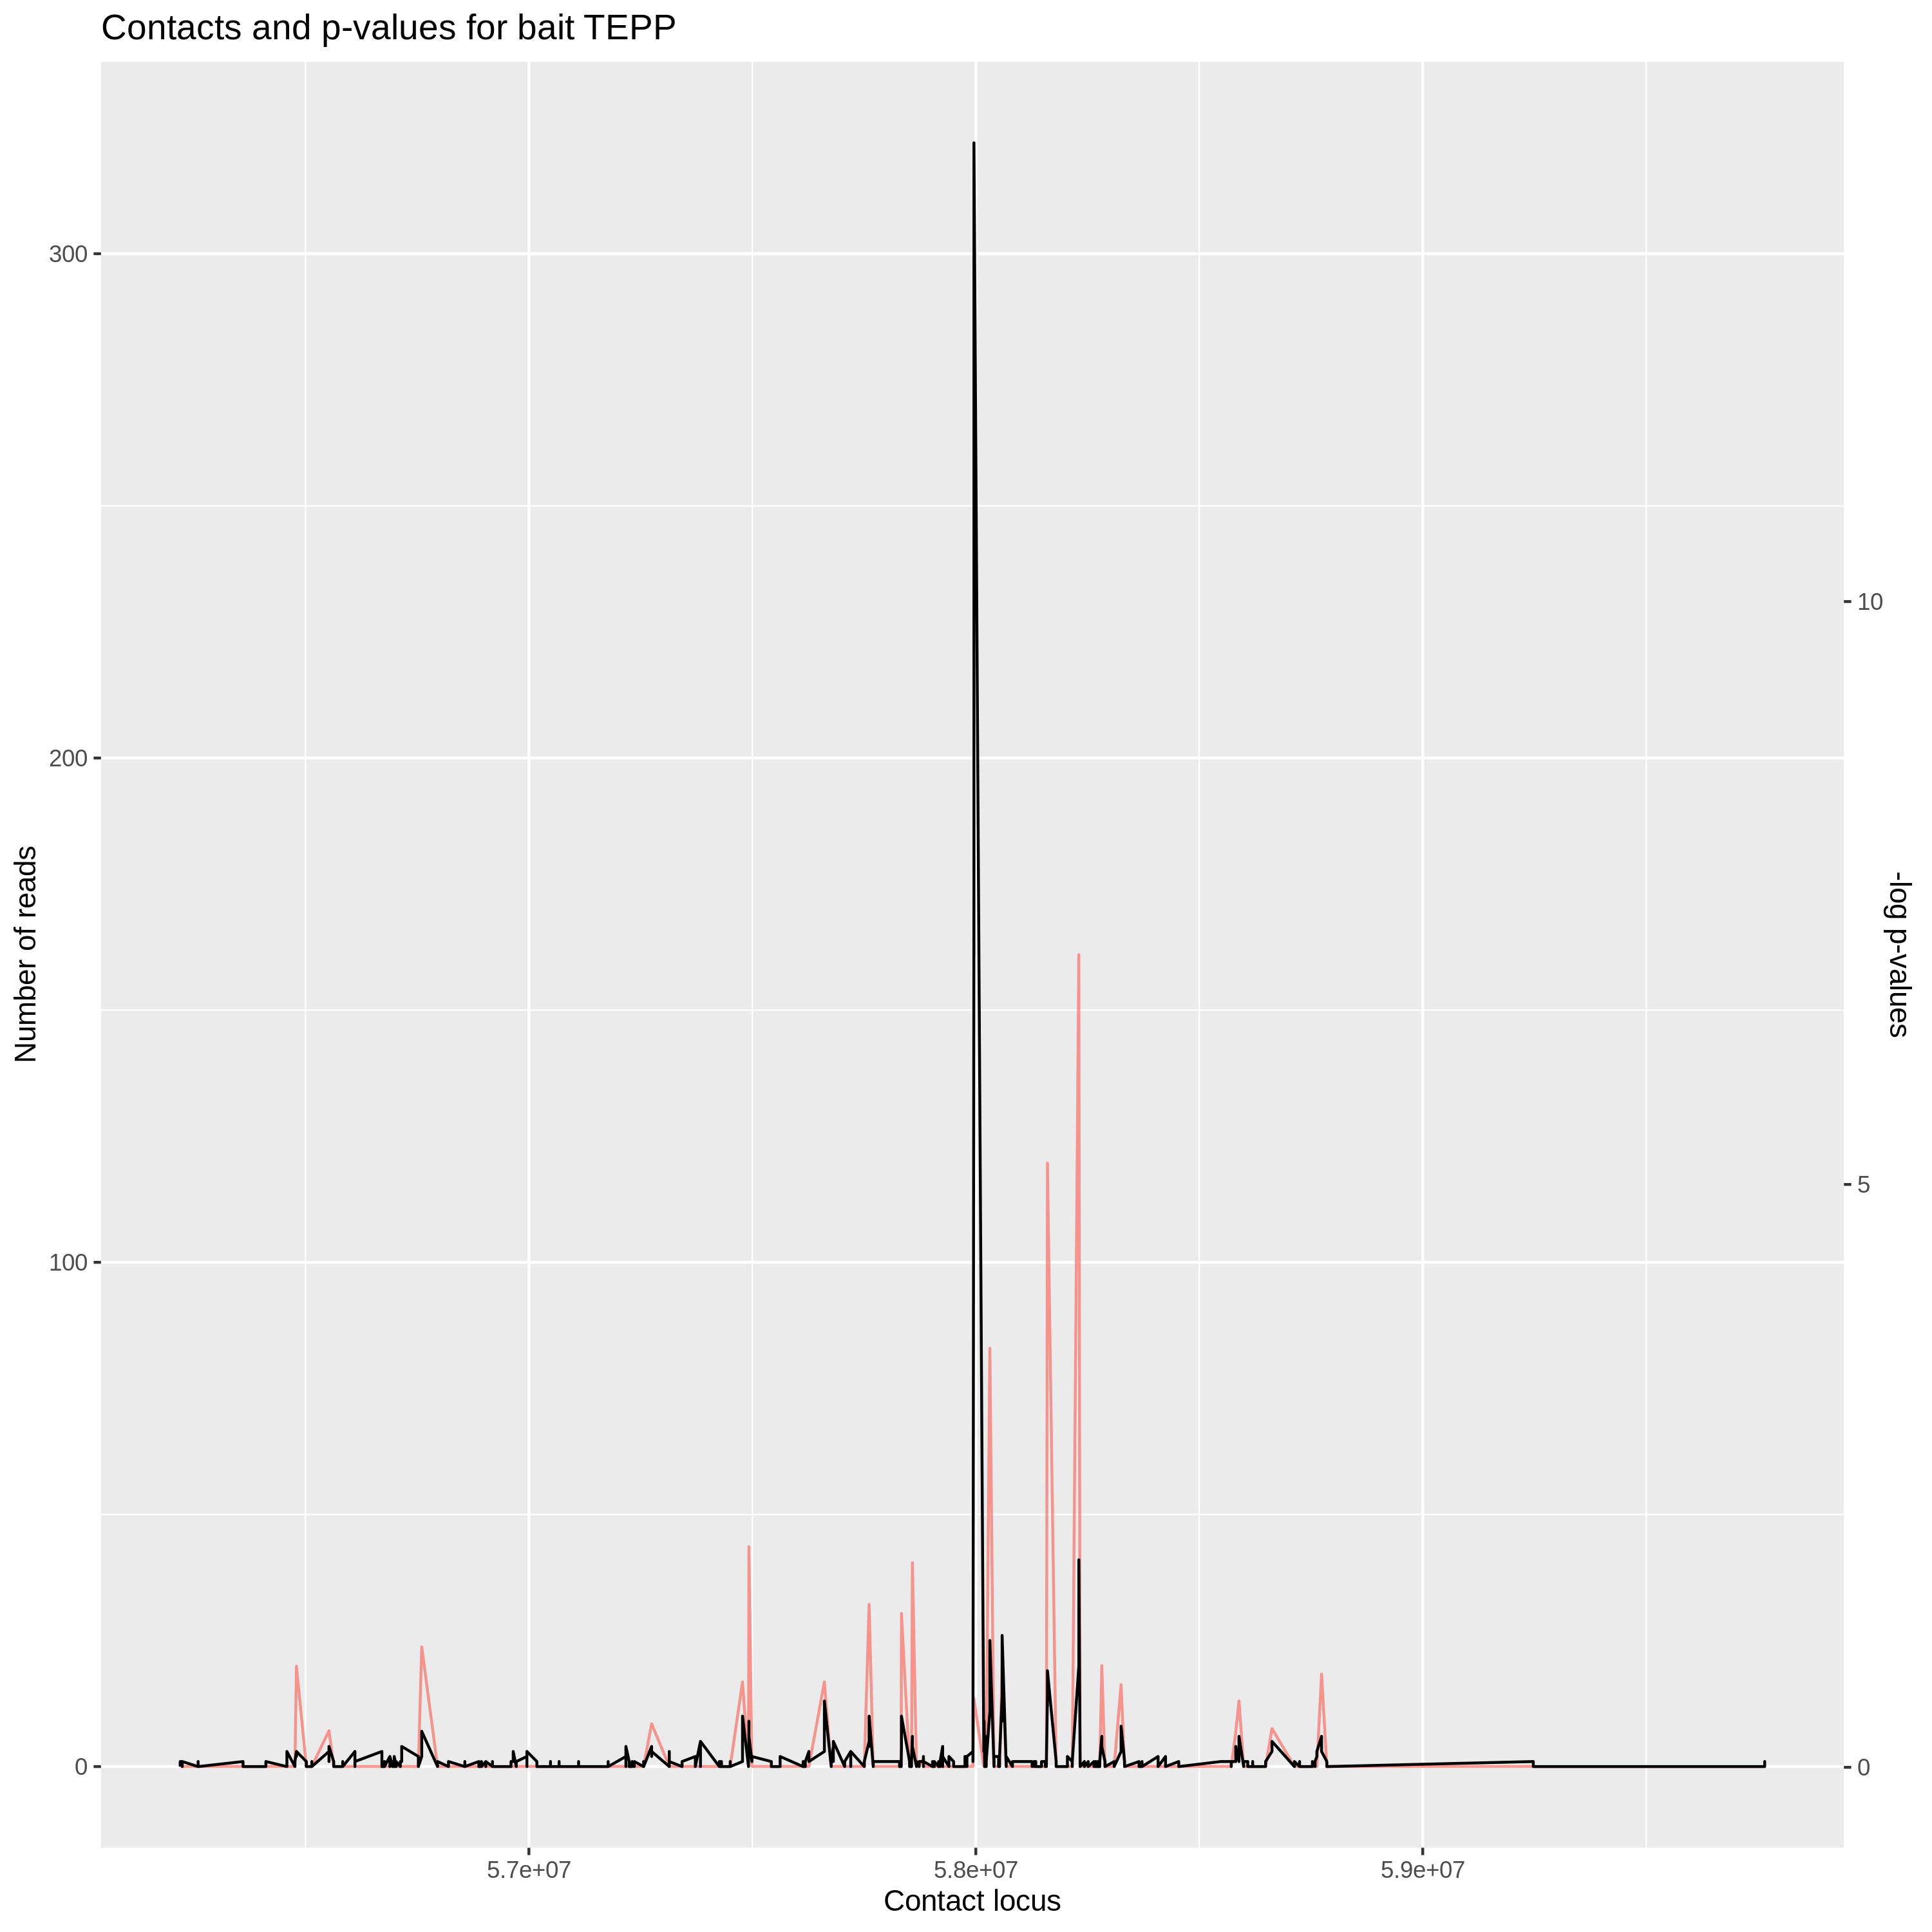 Contacts and p-values for bait TEPP
300
200
100
0
Number of reads
10
5
0
-log p-values
5.7e+07
5.8e+07
5.9e+07
Contact locus